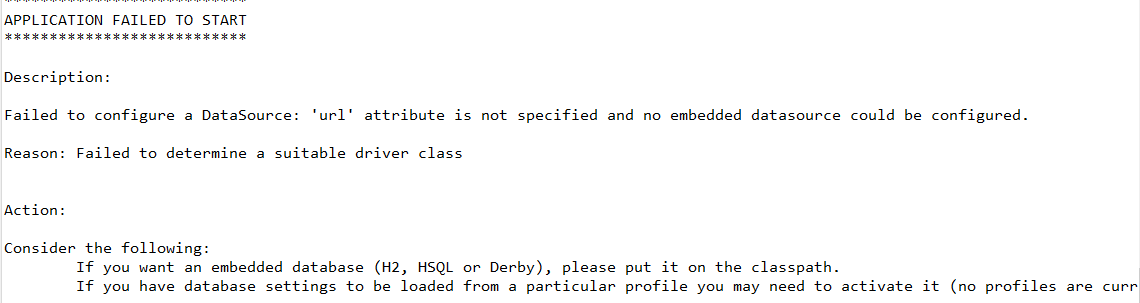 APPLICATION FAILED TO START
***************************
Description:
Failed to configure a DataSource: 'url' attribute is not specified and no embedded datasource could be configured.
Reason: Failed to determine a suitable driver class
Action:
Consider the following:
If you want an embedded database (H2, HSQL or Derby), please put it on the classpath.
If you have database settings to be loaded from a particular profile you may need to activate it (no profiles are curr